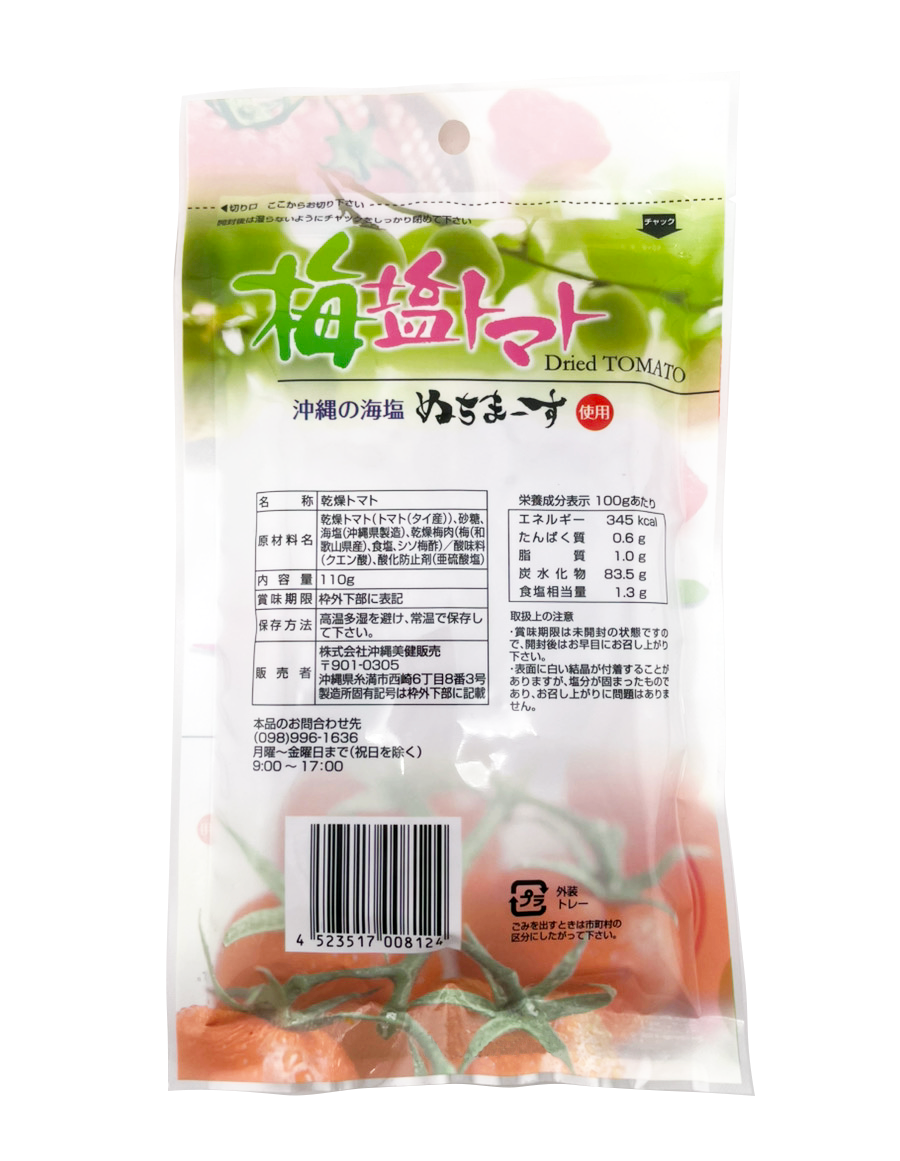 ◀切り口 ここからお切り下さい
開封後は湿らないようにチャックをしっかり閉めて下さい
チャック
梅塩トマト
Dried TOMATO
沖縄の海塩 ぬちまーす 使用
名称 乾燥トマト
原材料名 乾燥トマト(トマト(タイ産))、砂糖、
海塩(沖縄県製造)、乾燥梅肉(梅(和
歌山県産)、食塩、シソ梅酢)/酸味料
(クエン酸)、酸化防止剤(亜硫酸塩)
内容量 110g
賞味期限 枠外下部に表記
保存方法 高温多湿を避け、常温で保存し
て下さい。
販売者 株式会社沖縄美健販売
〒901-0305
沖縄県糸満市西崎6丁目8番3号
製造所固有記号は枠外下部に記載
本品のお問合わせ先
(098)996-1636
月曜～金曜日まで(祝日を除く)
9:00～17:00
栄養成分表示 100gあたり
エネルギー 345 kcal
たんぱく質 0.6 g
脂質 1.0 g
炭水化物 83.5 g
食塩相当量 1.3 g
取扱上の注意
・賞味期限は未開封の状態ですの
で、開封後はお早目にお召し上がり
下さい。
・表面に白い結晶が付着することが
ありますが、塩分が固まったもので
あり、お召し上がりに問題はありま
せん。
4 523517 008124
プラ
外装
トレー
ごみを出すときは市町村の
区分にしたがって下さい。